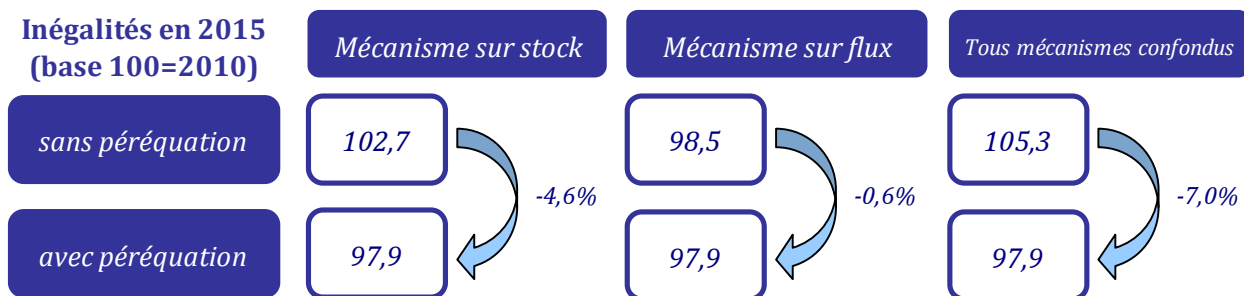 Inégalités en 2015
(base 100=2010)
Mécanisme sur stock
Mécanisme sur flux
Tous mécanismes confondus
sans péréquation
102,7
98,5
105,3
-4,6%
-0,6%
-7,0%
avec péréquation
97,9
97,9
97,9